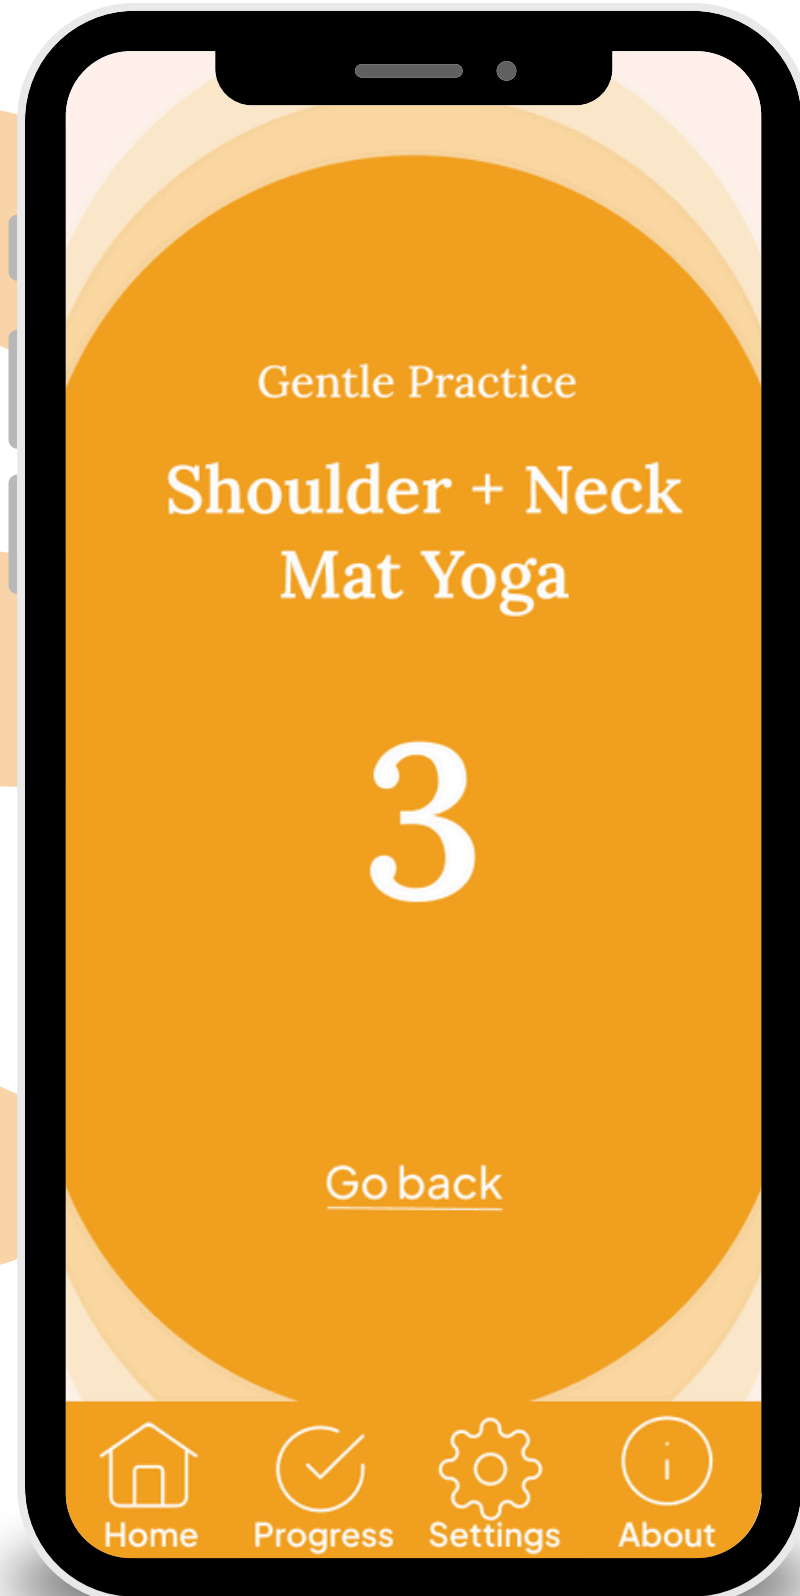 Gentle Practice
Shoulder + Neck
Mat Yoga
3
Go back
Home Progress Settings About